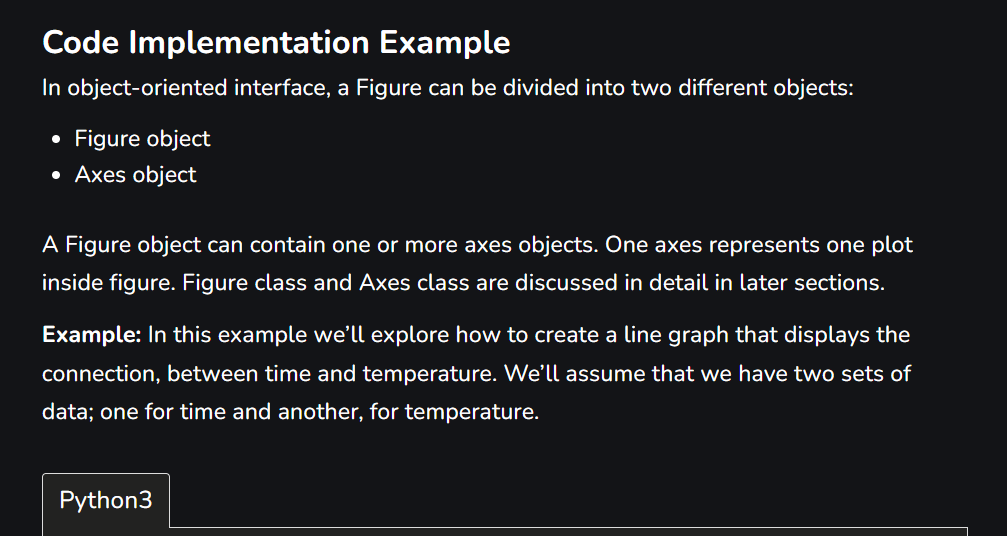 Code Implementation Example
In object-oriented interface, a Figure can be divided into two different objects:
• Figure object
• Axes object
A Figure object can contain one or more axes objects. One axes represents one plot
inside figure. Figure class and Axes class are discussed in detail in later sections.
Example: In this example we’ll explore how to create a line graph that displays the
connection, between time and temperature. We’ll assume that we have two sets of
data; one for time and another, for temperature.
Python3